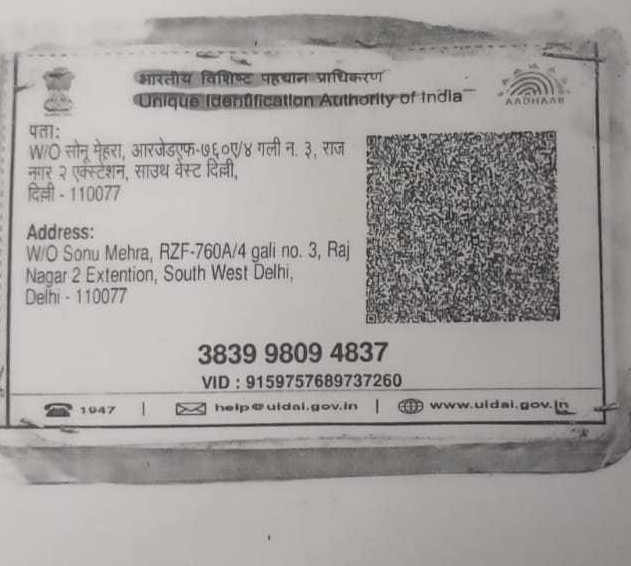 भारतीय विशिष्ट पहचान प्राधिकरण
Unique Identification Authority of India
AADHAAR
पता:
W/O सोनू मेहरा, आरजेडएफ-७६०ए/४ गली न. ३, राज
नगर २ एक्स्टेंशन, साउथ वेस्ट दिल्ली,
दिल्ली - 110077
Address:
W/O Sonu Mehra, RZF-760A/4 gali no. 3, Raj
Nagar 2 Extention, South West Delhi,
Delhi - 110077
3839 9809 4837
VID : 9159757689737260
1947 | help@uidai.gov.in | www.uidai.gov.in